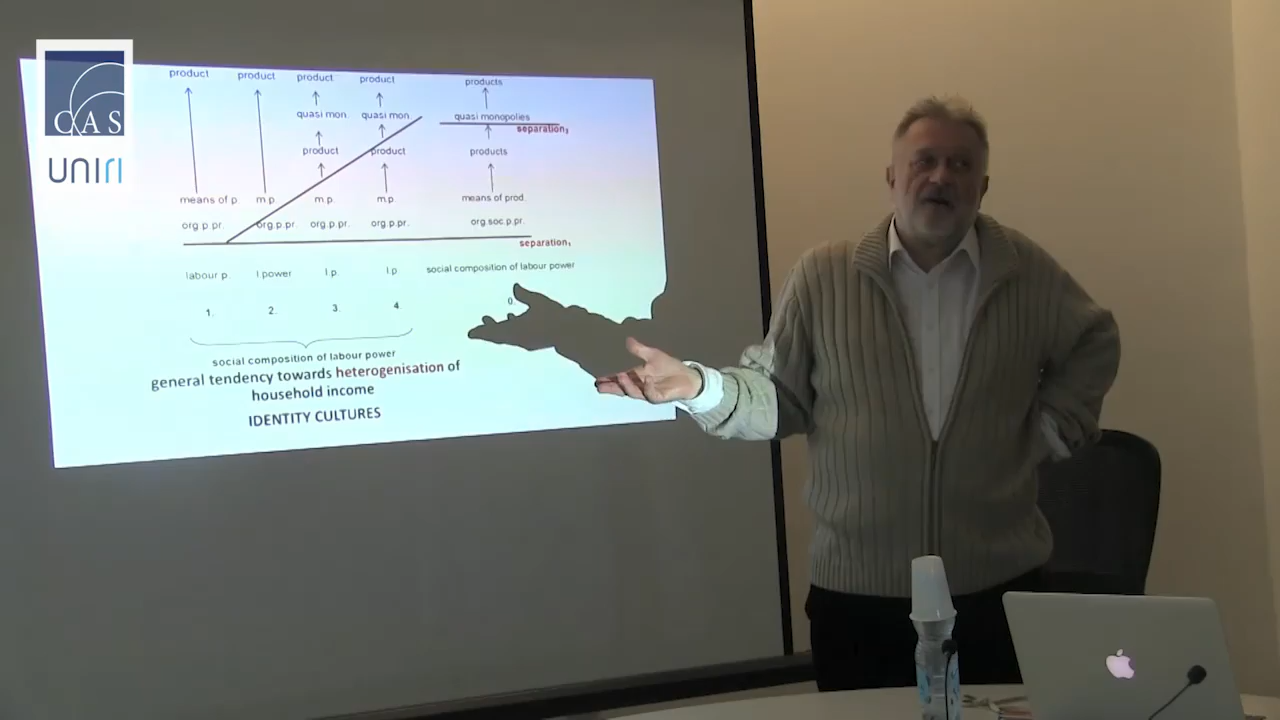 CAS
UNIRI
product product product product products
quasi mon. quasi mon. quasi monopolies
separation₃
product product products
means of p. m.p. m.p. m.p. means of prod.
org.p.pr. org.p.pr. org.p.pr. org.p.pr. org.soc.p.pr.
separation₁
labour p. l.power l.p. l.p. social composition of labour power
1. 2. 3. 4. 0.
social composition of labour power
general tendency towards heterogenisation of
household income
IDENTITY CULTURES